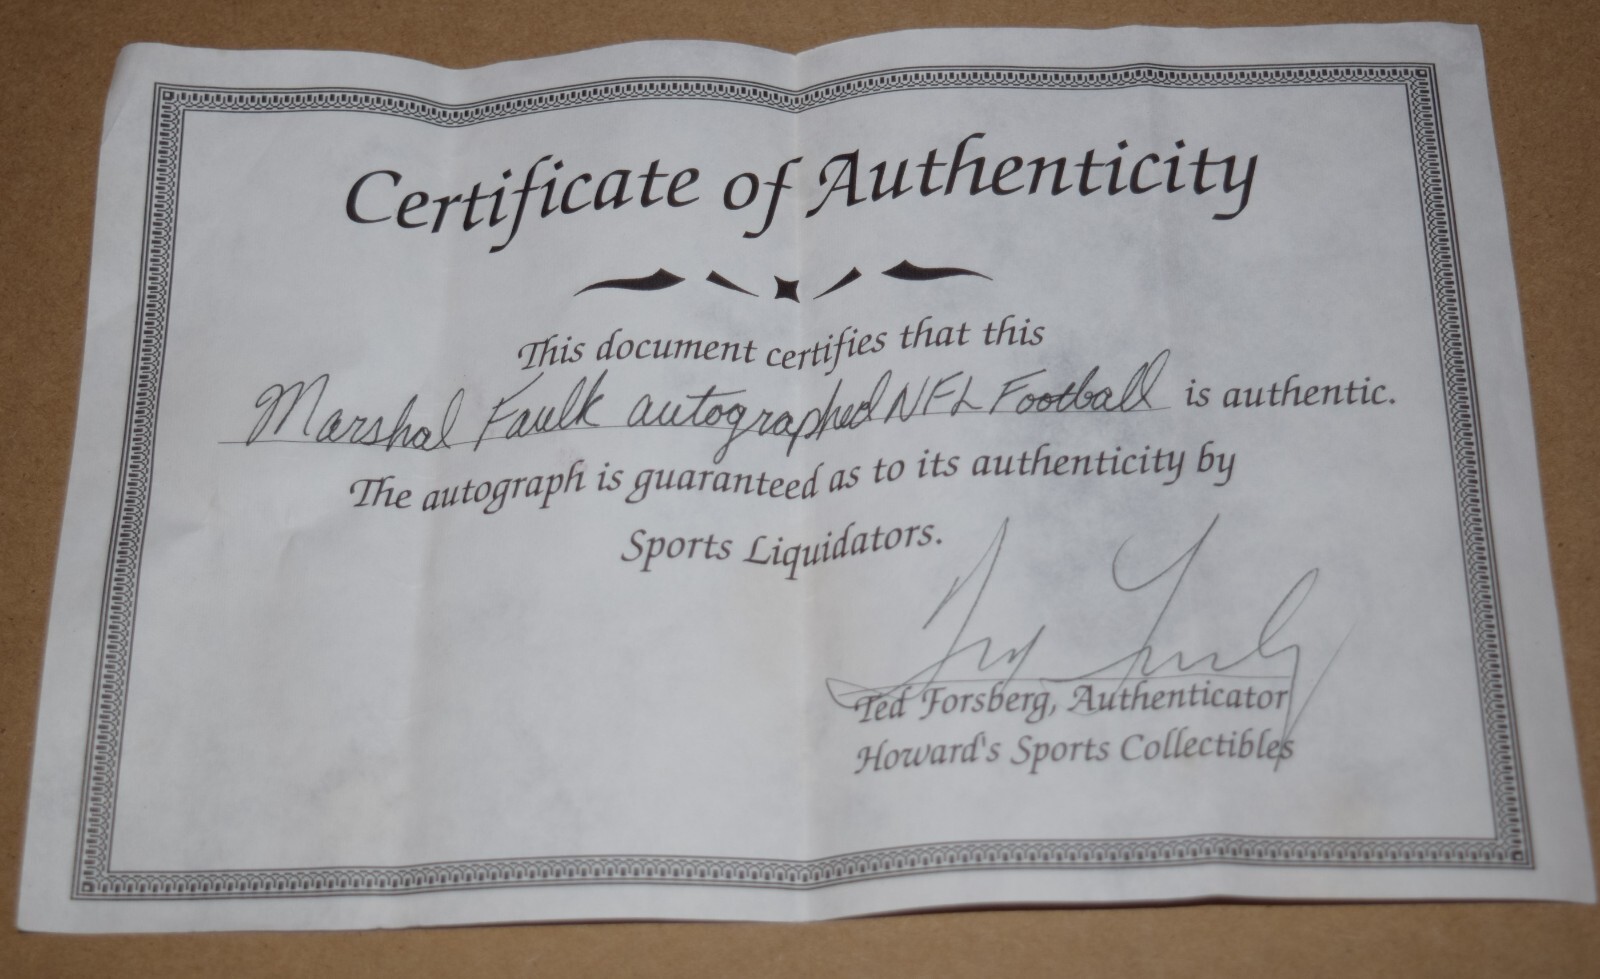 Certificate of Authenticity
This document certifies that this
Marshal Faulk autographed NFL Football is authentic.
The autograph is guaranteed as to its authenticity by
Sports Liquidators.
Ted Forsberg, Authenticator
Howard's Sports Collectibles